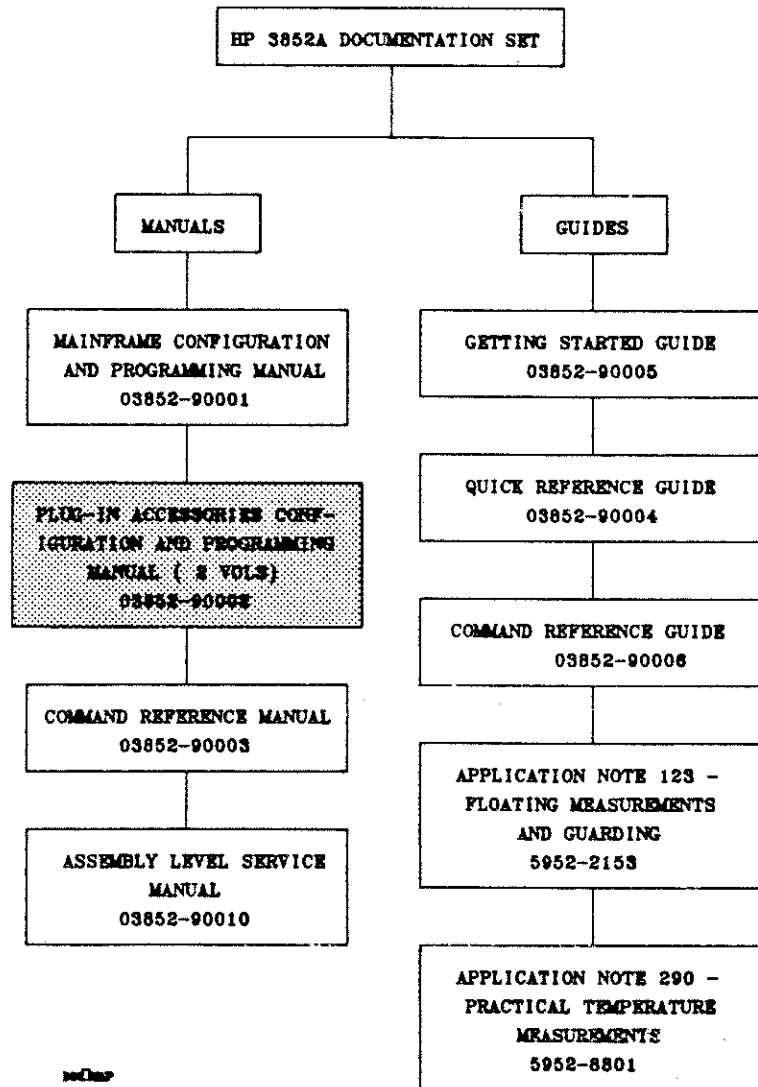 HP 3852A DOCUMENTATION SET
MANUALS
MAINFRAME CONFIGURATION
AND PROGRAMMING MANUAL
03852-90001
PLUG-IN ACCESSORIES CONF-
IGURATION AND PROGRAMMING
MANUAL ( 2 VOLS)
03852-90002
COMMAND REFERENCE MANUAL
03852-90003
ASSEMBLY LEVEL SERVICE
MANUAL
03852-90010
GUIDES
GETTING STARTED GUIDE
03852-90005
QUICK REFERENCE GUIDE
03852-90004
COMMAND REFERENCE GUIDE
03852-90006
APPLICATION NOTE 123 -
FLOATING MEASUREMENTS
AND GUARDING
5952-2153
APPLICATION NOTE 290 -
PRACTICAL TEMPERATURE
MEASUREMENTS
5952-8801